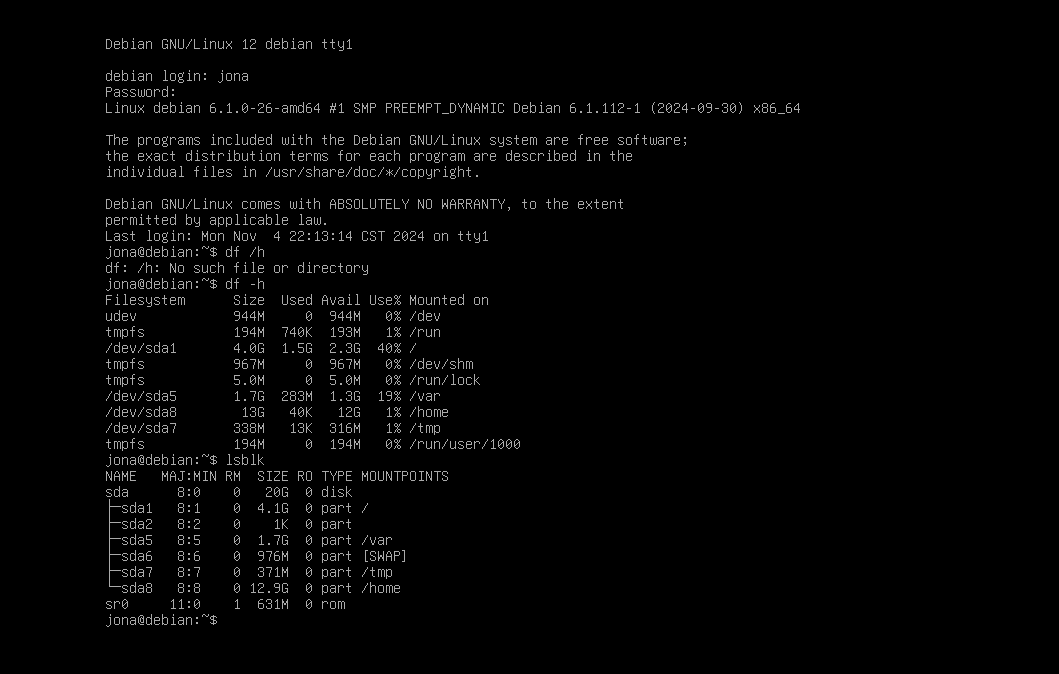 Debian GNU/Linux 12 debian tty1
debian login: jona
Password:
Linux debian 6.1.0-26-amd64 #1 SMP PREEMPT_DYNAMIC Debian 6.1.112-1 (2024-09-30) x86_64
The programs included with the Debian GNU/Linux system are free software;
the exact distribution terms for each program are described in the
individual files in /usr/share/doc/*/copyright.
Debian GNU/Linux comes with ABSOLUTELY NO WARRANTY, to the extent
permitted by applicable law.
Last login: Mon Nov  4 22:13:14 CST 2024 on tty1
jona@debian:~$ df /h
df: /h: No such file or directory
jona@debian:~$ df -h
Filesystem      Size  Used Avail Use% Mounted on
udev            944M     0  944M   0% /dev
tmpfs           194M  740K  193M   1% /run
/dev/sda1       4.0G  1.5G  2.3G  40% /
tmpfs           967M     0  967M   0% /dev/shm
tmpfs           5.0M     0  5.0M   0% /run/lock
/dev/sda5       1.7G  283M  1.3G  19% /var
/dev/sda8        13G   40K   12G   1% /home
/dev/sda7       338M   13K  316M   1% /tmp
tmpfs           194M     0  194M   0% /run/user/1000
jona@debian:~$ lsblk
NAME   MAJ:MIN RM  SIZE RO TYPE MOUNTPOINTS
sda      8:0    0   20G  0 disk
├─sda1   8:1    0  4.1G  0 part /
├─sda2   8:2    0    1K  0 part
├─sda5   8:5    0  1.7G  0 part /var
├─sda6   8:6    0  976M  0 part [SWAP]
├─sda7   8:7    0  371M  0 part /tmp
└─sda8   8:8    0 12.9G  0 part /home
sr0     11:0    1  631M  0 rom
jona@debian:~$